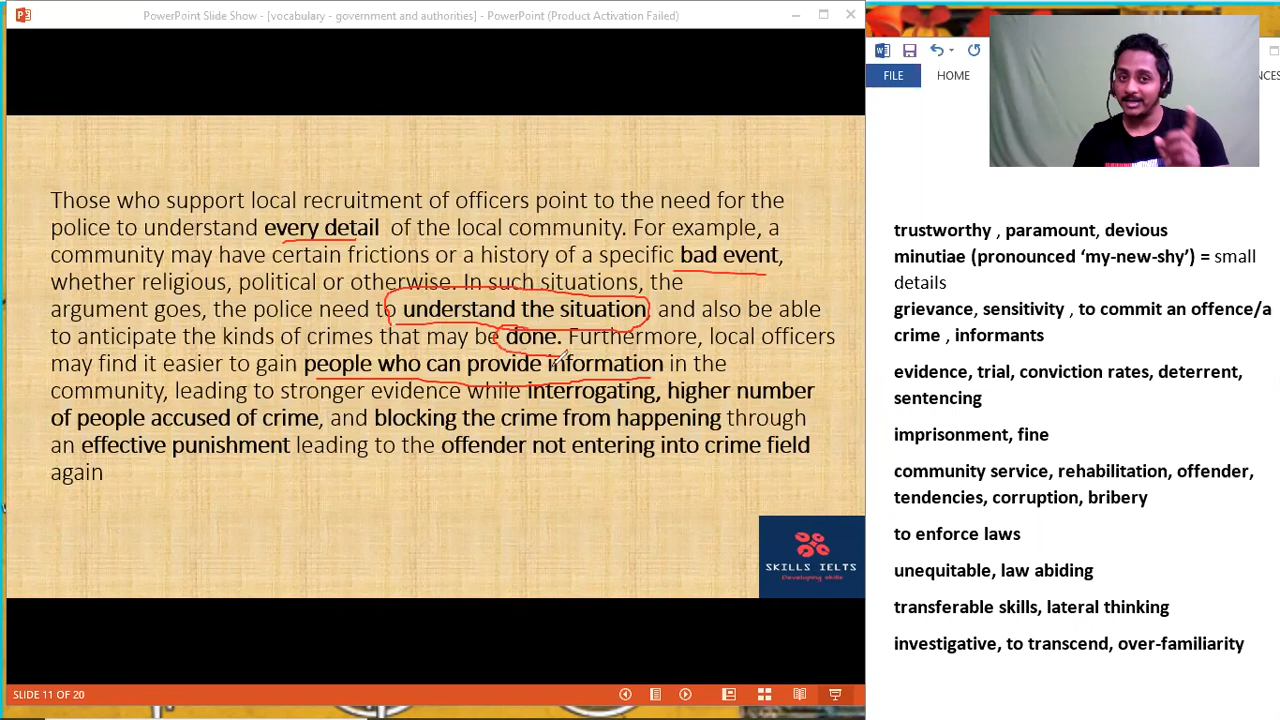 PowerPoint Slide Show - [vocabulary - government and authorities] - PowerPoint (Product Activation Failed)
FILE
HOME
Those who support local recruitment of officers point to the need for the
police to understand every detail of the local community. For example, a
community may have certain frictions or a history of a specific bad event,
whether religious, political or otherwise. In such situations, the
argument goes, the police need to understand the situation and also be able
to anticipate the kinds of crimes that may be done. Furthermore, local officers
may find it easier to gain people who can provide information in the
community, leading to stronger evidence while interrogating, higher number
of people accused of crime, and blocking the crime from happening through
an effective punishment leading to the offender not entering into crime field
again
SKILLS IELTS
Developing skills
SLIDE 11 OF 20
trustworthy , paramount, devious
minutiae (pronounced ‘my-new-shy’) = small
details
grievance, sensitivity , to commit an offence/a
crime , informants
evidence, trial, conviction rates, deterrent,
sentencing
imprisonment, fine
community service, rehabilitation, offender,
tendencies, corruption, bribery
to enforce laws
unequitable, law abiding
transferable skills, lateral thinking
investigative, to transcend, over-familiarity